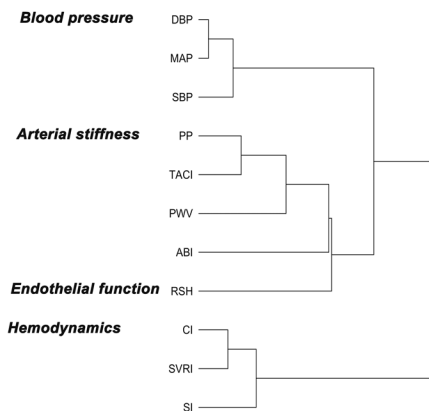 Blood pressure DBP
MAP
SBP
Arterial stiffness PP
TACI
PWV
ABI
Endothelial function RSH
Hemodynamics CI
SVRI
SI